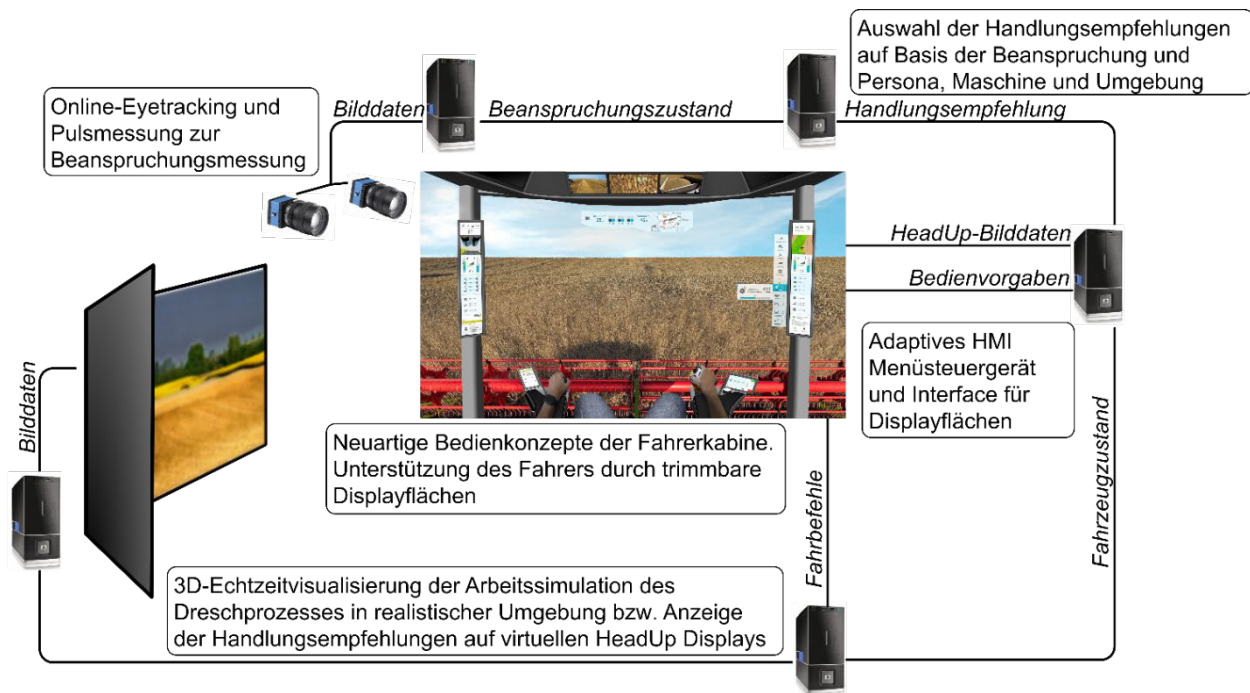 Auswahl der Handlungsempfehlungen
auf Basis der Beanspruchung und
Persona, Maschine und Umgebung
Online-Eyetracking und
Pulsmessung zur
Beanspruchungsmessung
Bilddaten
Beanspruchungszustand
Handlungsempfehlung
HeadUp-Bilddaten
Bedienvorgaben
Adaptives HMI
Menüsteuergerät
und Interface für
Displayflächen
Bilddaten
Neuartige Bedienkonzepte der Fahrerkabine.
Unterstützung des Fahrers durch trimmbare
Displayflächen
Fahrbefehle
Fahrzeugzustand
3D-Echtzeitvisualisierung der Arbeitssimulation des
Dreschprozesses in realistischer Umgebung bzw. Anzeige
der Handlungsempfehlungen auf virtuellen HeadUp Displays